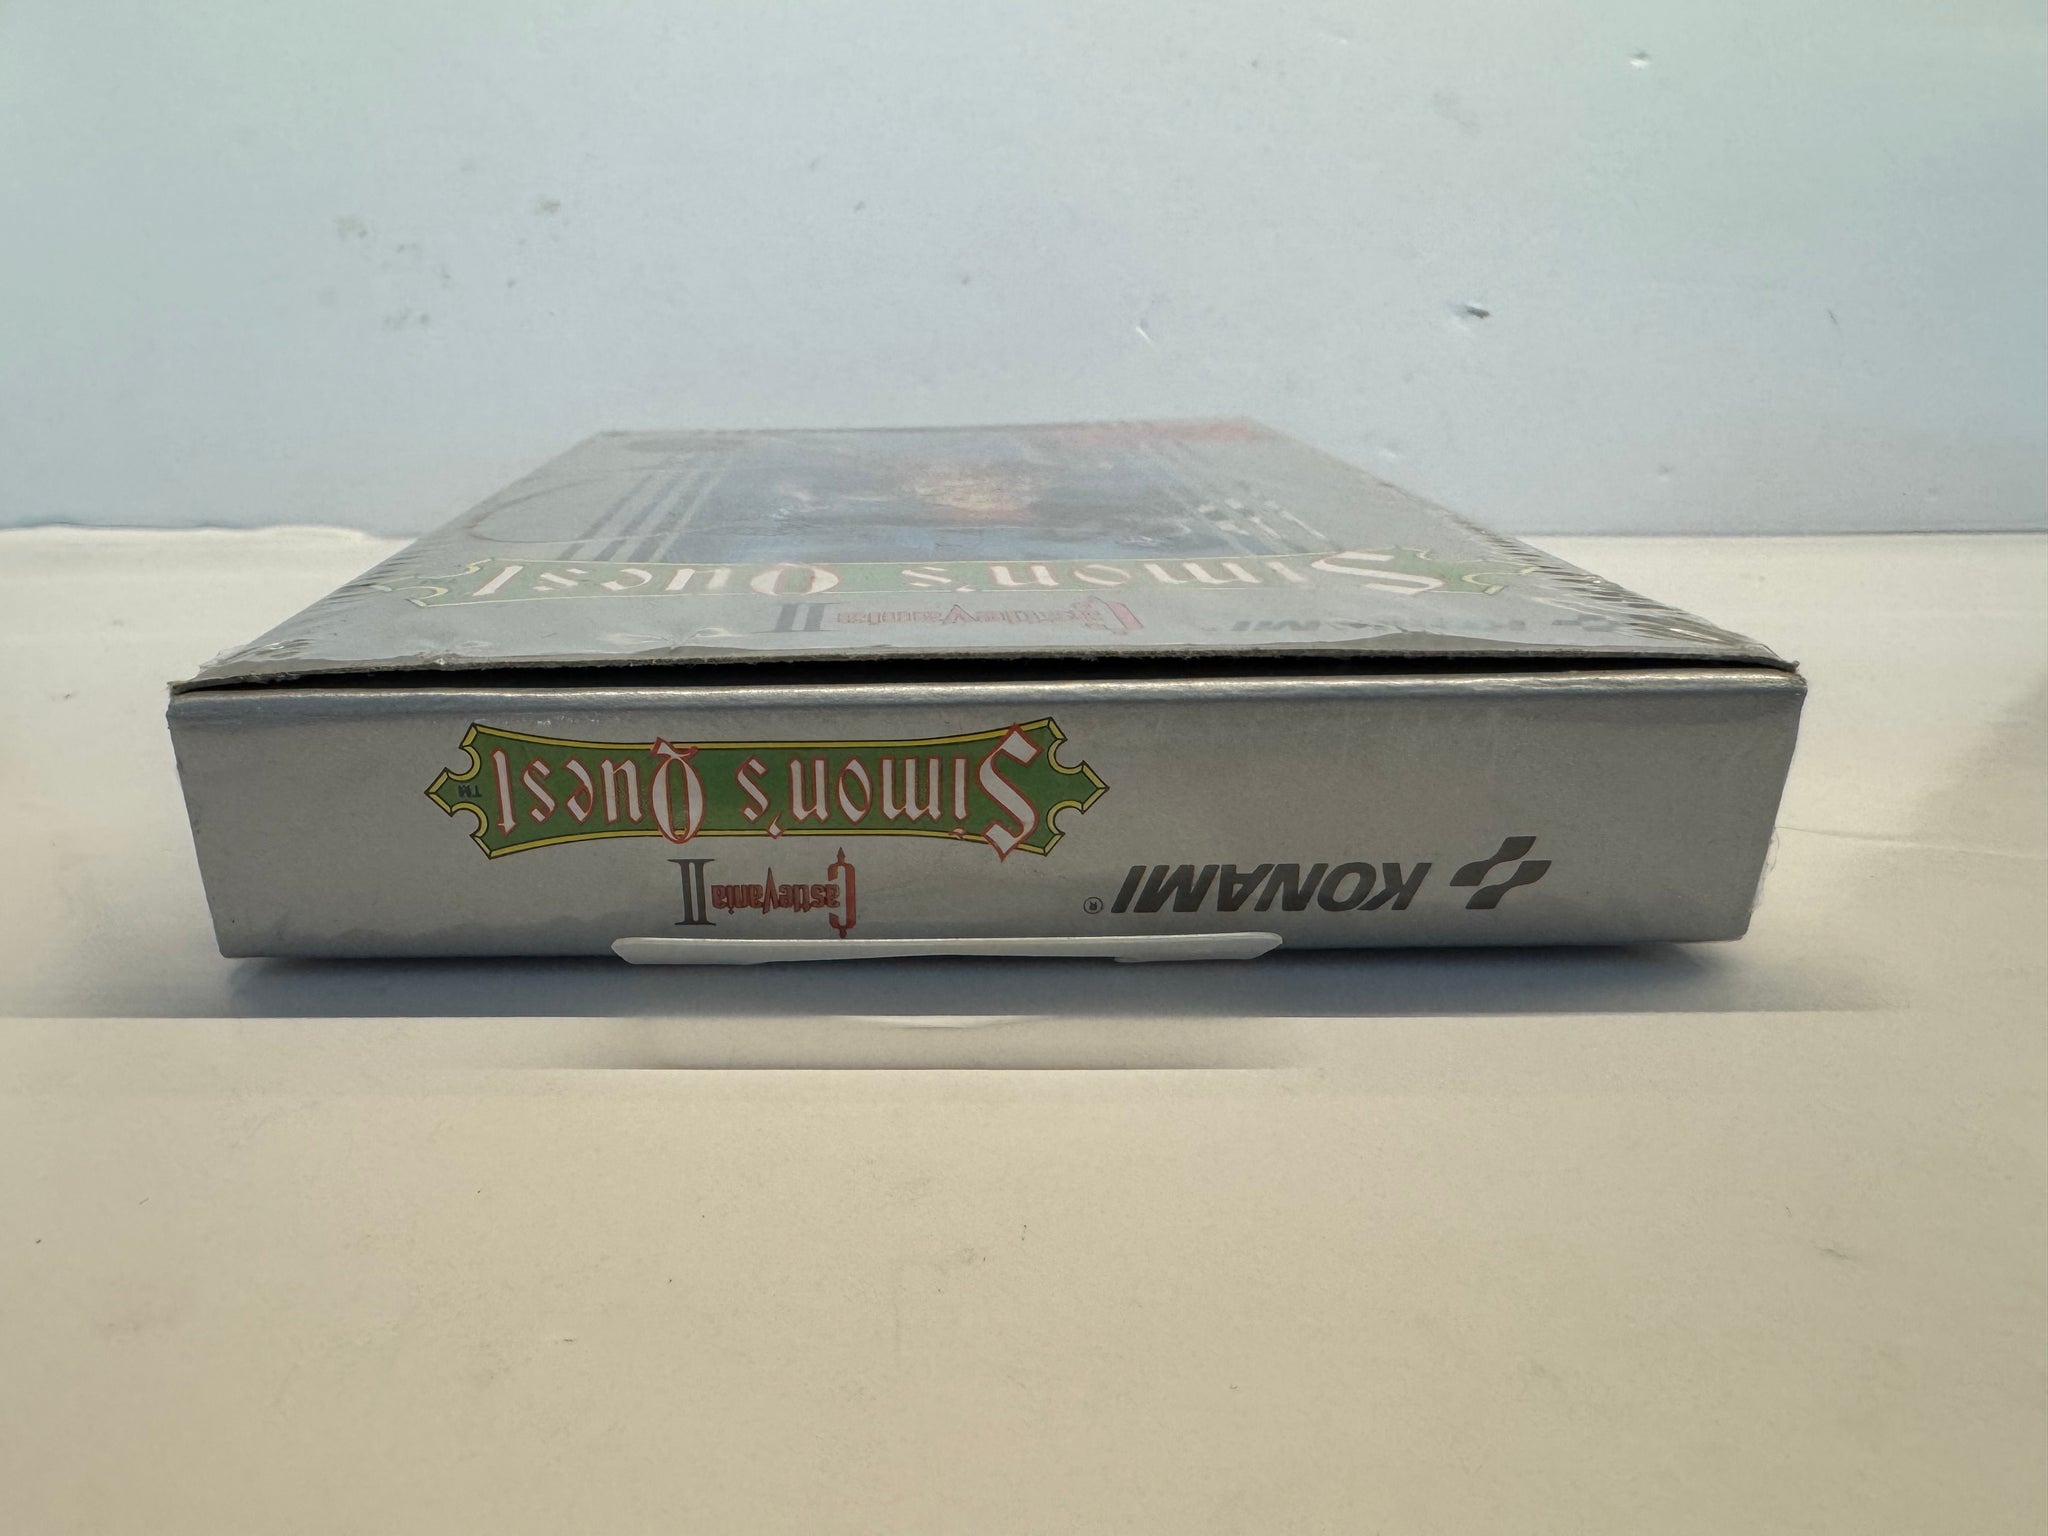 KONAMI®
Castlevania II
Simon's Quest™
KONAMI
Castlevania II
Simon's Quest